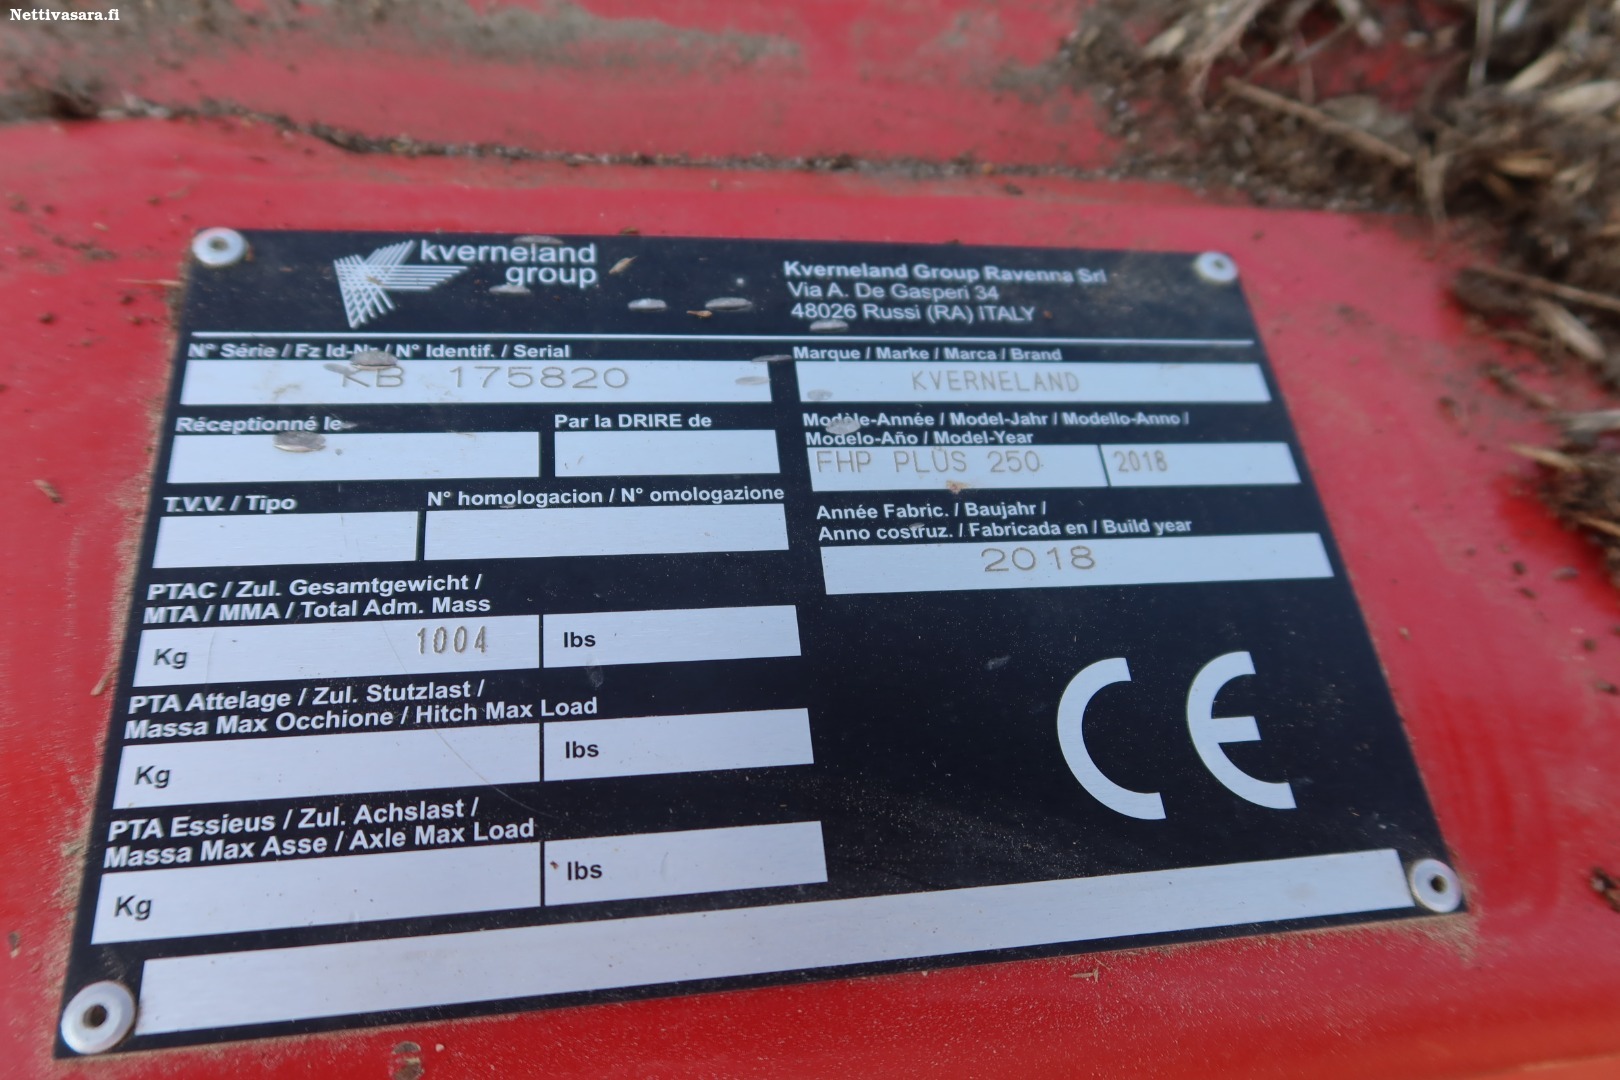 Nettivasara.fi
kverneland
group
Kverneland Group Ravenna Srl
Via A. De Gasperi 34
48026 Russi (RA) ITALY
N° Série / Fz Id-Nr / N° Identif. / Serial
KB 175820
Marque / Marke / Marca / Brand
KVERNELAND
Réceptionné le
Par la DRIRE de
Modèle-Année / Model-Jahr / Modello-Anno /
Modelo-Año / Model-Year
FHP PLUS 250
2018
T.V.V. / Tipo
N° homologacion / N° omologazione
Année Fabric. / Baujahr /
Anno costruz. / Fabricada en / Build year
2018
PTAC / Zul. Gesamtgewicht /
MTA / MMA / Total Adm. Mass
Kg 1004
lbs
PTA Attelage / Zul. Stutzlast /
Massa Max Occhione / Hitch Max Load
Kg
lbs
PTA Essieus / Zul. Achslast /
Massa Max Asse / Axle Max Load
Kg
lbs
CE